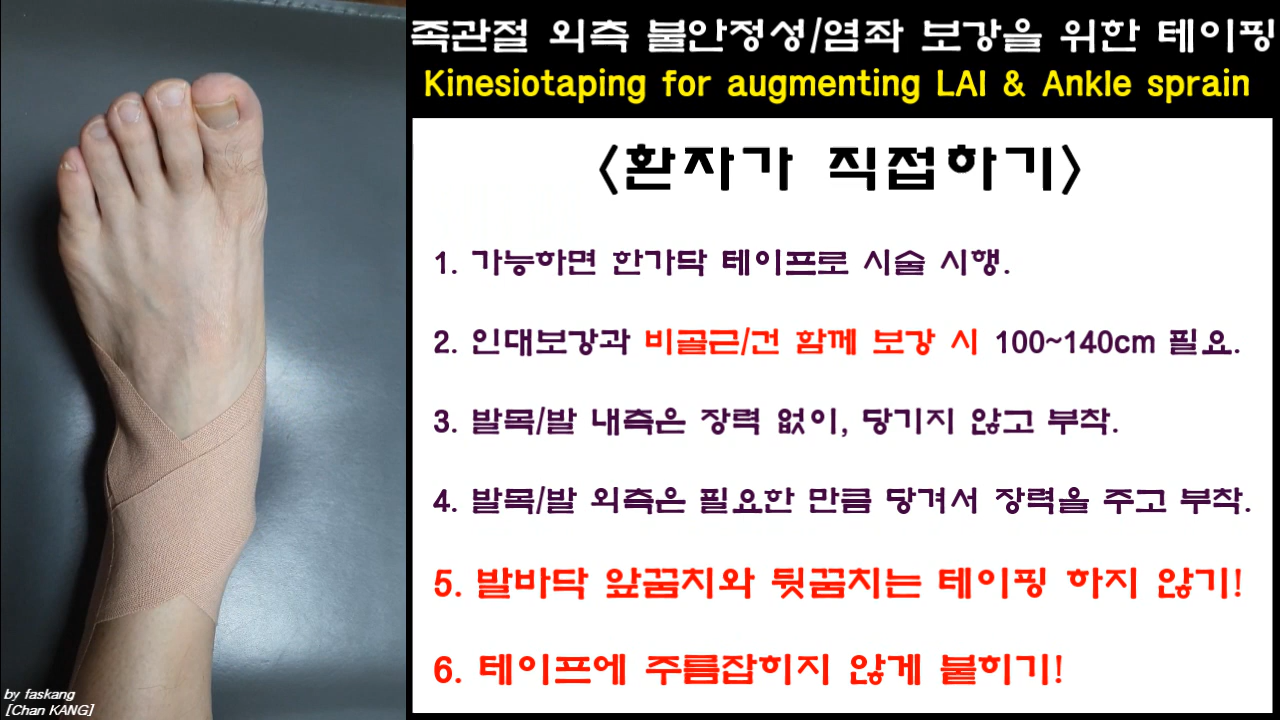 족관절 외측 불안정성/염좌 보강을 위한 테이핑
Kinesiotaping for augmenting LAI & Ankle sprain
<환자가 직접하기>
1. 가능하면 한가닥 테이프로 시술 시행.
2. 인대보강과 비골근/건 함께 보강 시 100~140cm 필요.
3. 발목/발 내측은 장력 없이, 당기지 않고 부착.
4. 발목/발 외측은 필요한 만큼 당겨서 장력을 주고 부착.
5. 발바닥 앞꿈치와 뒷꿈치는 테이핑 하지 않기!
6. 테이프에 주름잡히지 않게 붙히기!
by faskang
[Chan KANG]